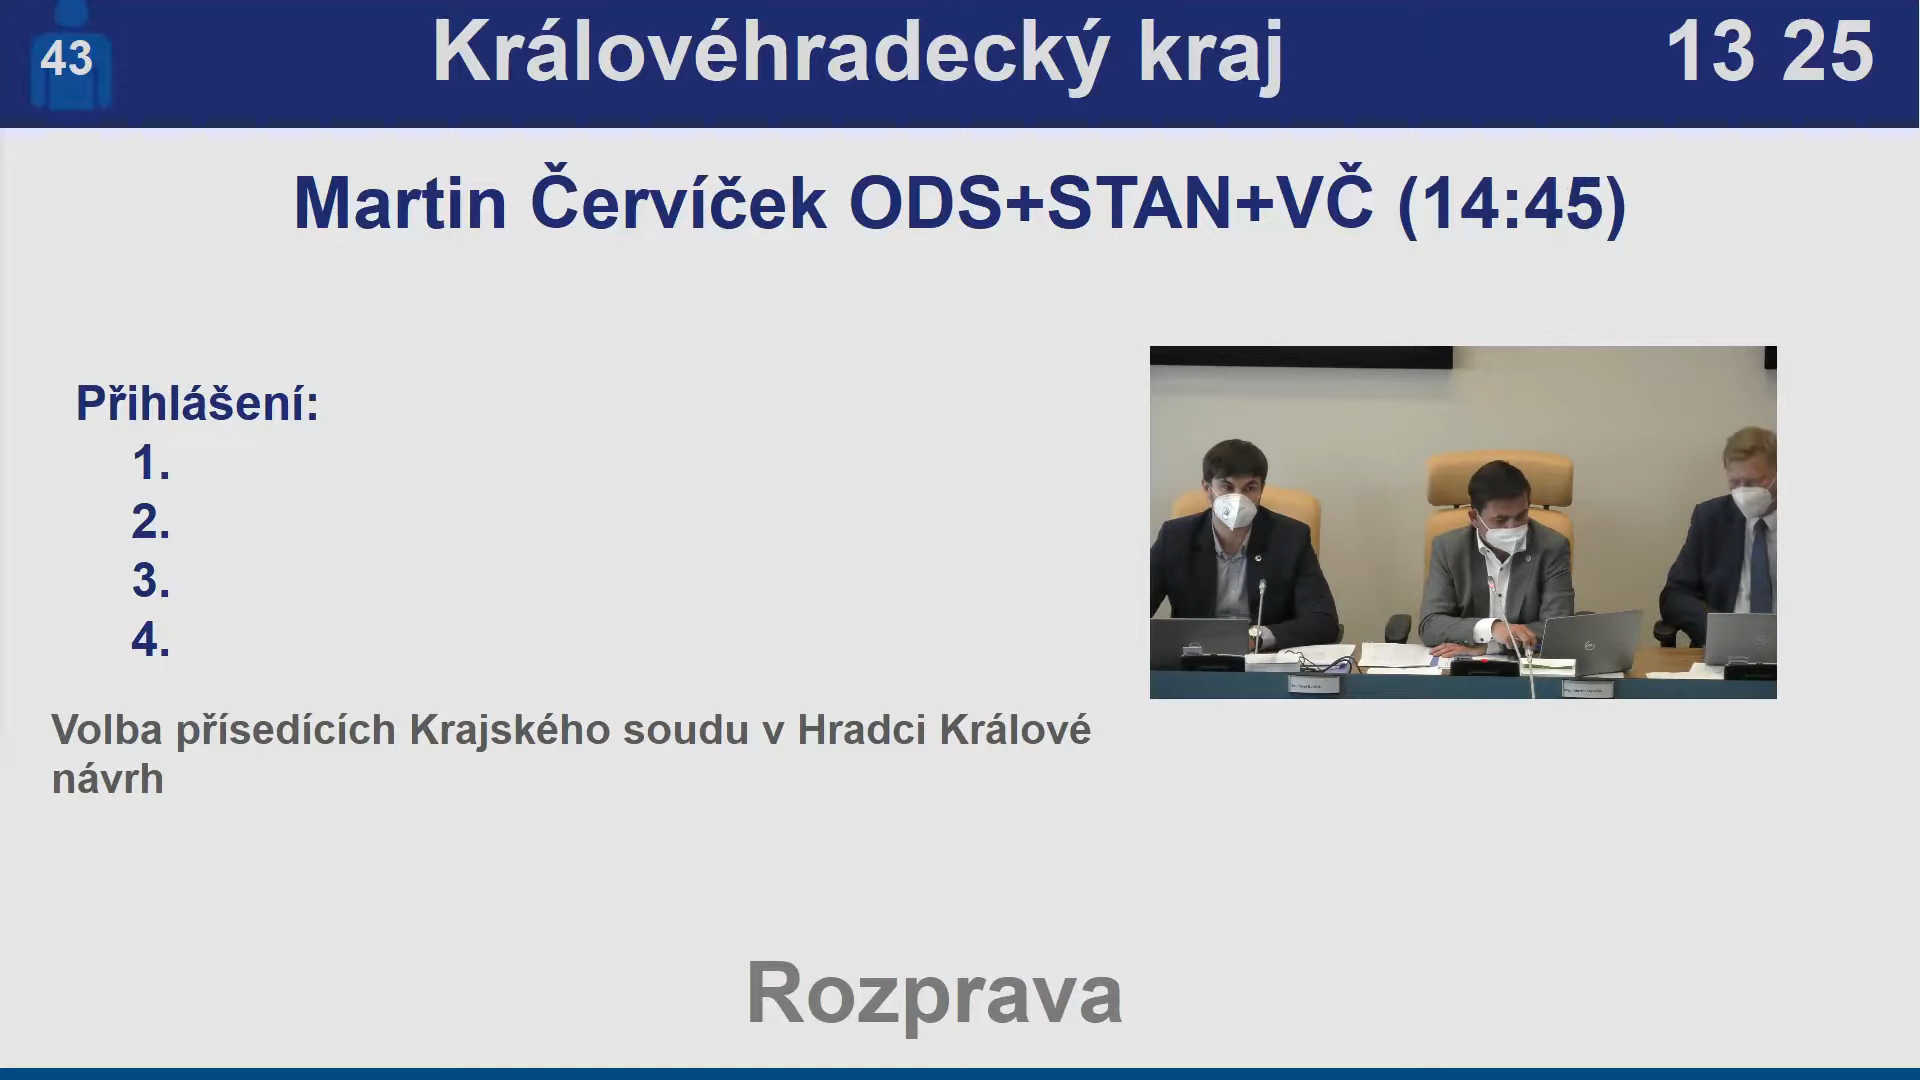 43
Královéhradecký kraj
13 25
Martin Červíček ODS+STAN+VČ (14:45)
Přihlášení:
1.
2.
3.
4.
Volba přísedících Krajského soudu v Hradci Králové
návrh
Rozprava